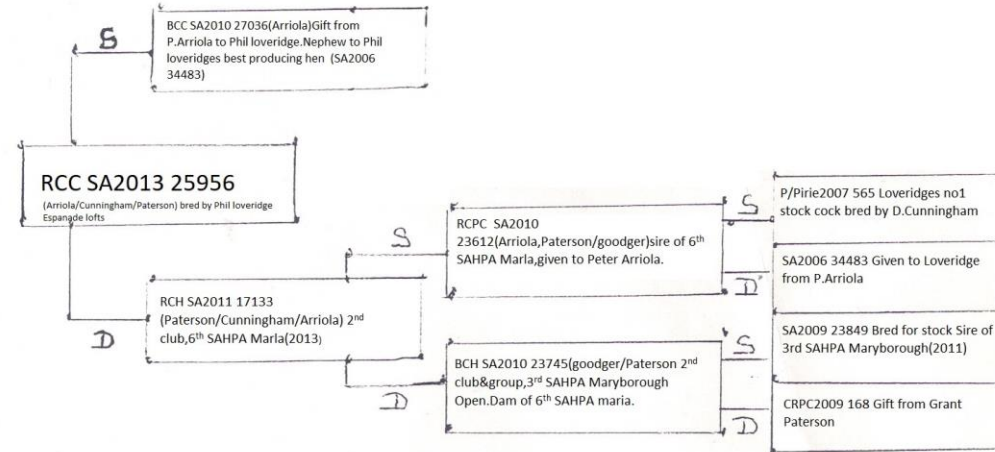 S
BCC SA2010 27036(Arriola)Gift from
P.Arriola to Phil loveridge.Nephew to Phil
loveridges best producing hen (SA2006
34483)
RCC SA2013 25956
(Arriola/Cunningham/Paterson) bred by Phil loveridge
Espanade lofts
D
RCH SA2011 17133
(Paterson/Cunningham/Arriola) 2nd
club,6th SAHPA Marla(2013)
S
RCPC SA2010
23612(Arriola,Paterson/goodger)sire of 6th
SAHPA Marla,given to Peter Arriola.
D
BCH SA2010 23745(goodger/Paterson 2nd
club&group,3rd SAHPA Maryborough
Open.Dam of 6th SAHPA maria.
S
P/Pirie2007 565 Loveridges no1
stock cock bred by D.Cunningham
D
SA2006 34483 Given to Loveridge
from P.Arriola
S
SA2009 23849 Bred for stock Sire of
3rd SAHPA Maryborough(2011)
D
CRPC2009 168 Gift from Grant
Paterson